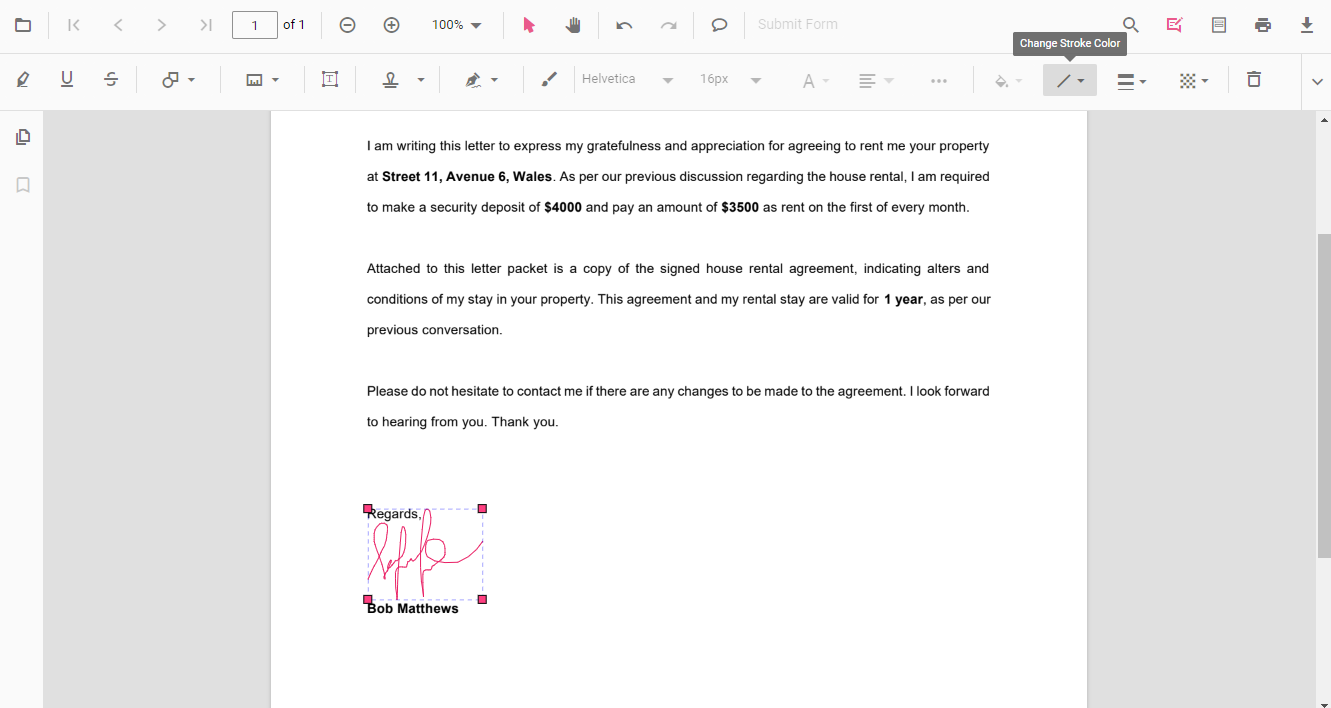 1 of 1 100% Submit Form
Change Stroke Color
Helvetica 16px A
I am writing this letter to express my gratefulness and appreciation for agreeing to rent me your property
at Street 11, Avenue 6, Wales. As per our previous discussion regarding the house rental, I am required
to make a security deposit of $4000 and pay an amount of $3500 as rent on the first of every month.
Attached to this letter packet is a copy of the signed house rental agreement, indicating alters and
conditions of my stay in your property. This agreement and my rental stay are valid for 1 year, as per our
previous conversation.
Please do not hesitate to contact me if there are any changes to be made to the agreement. I look forward
to hearing from you. Thank you.
Regards,
Bob Matthews